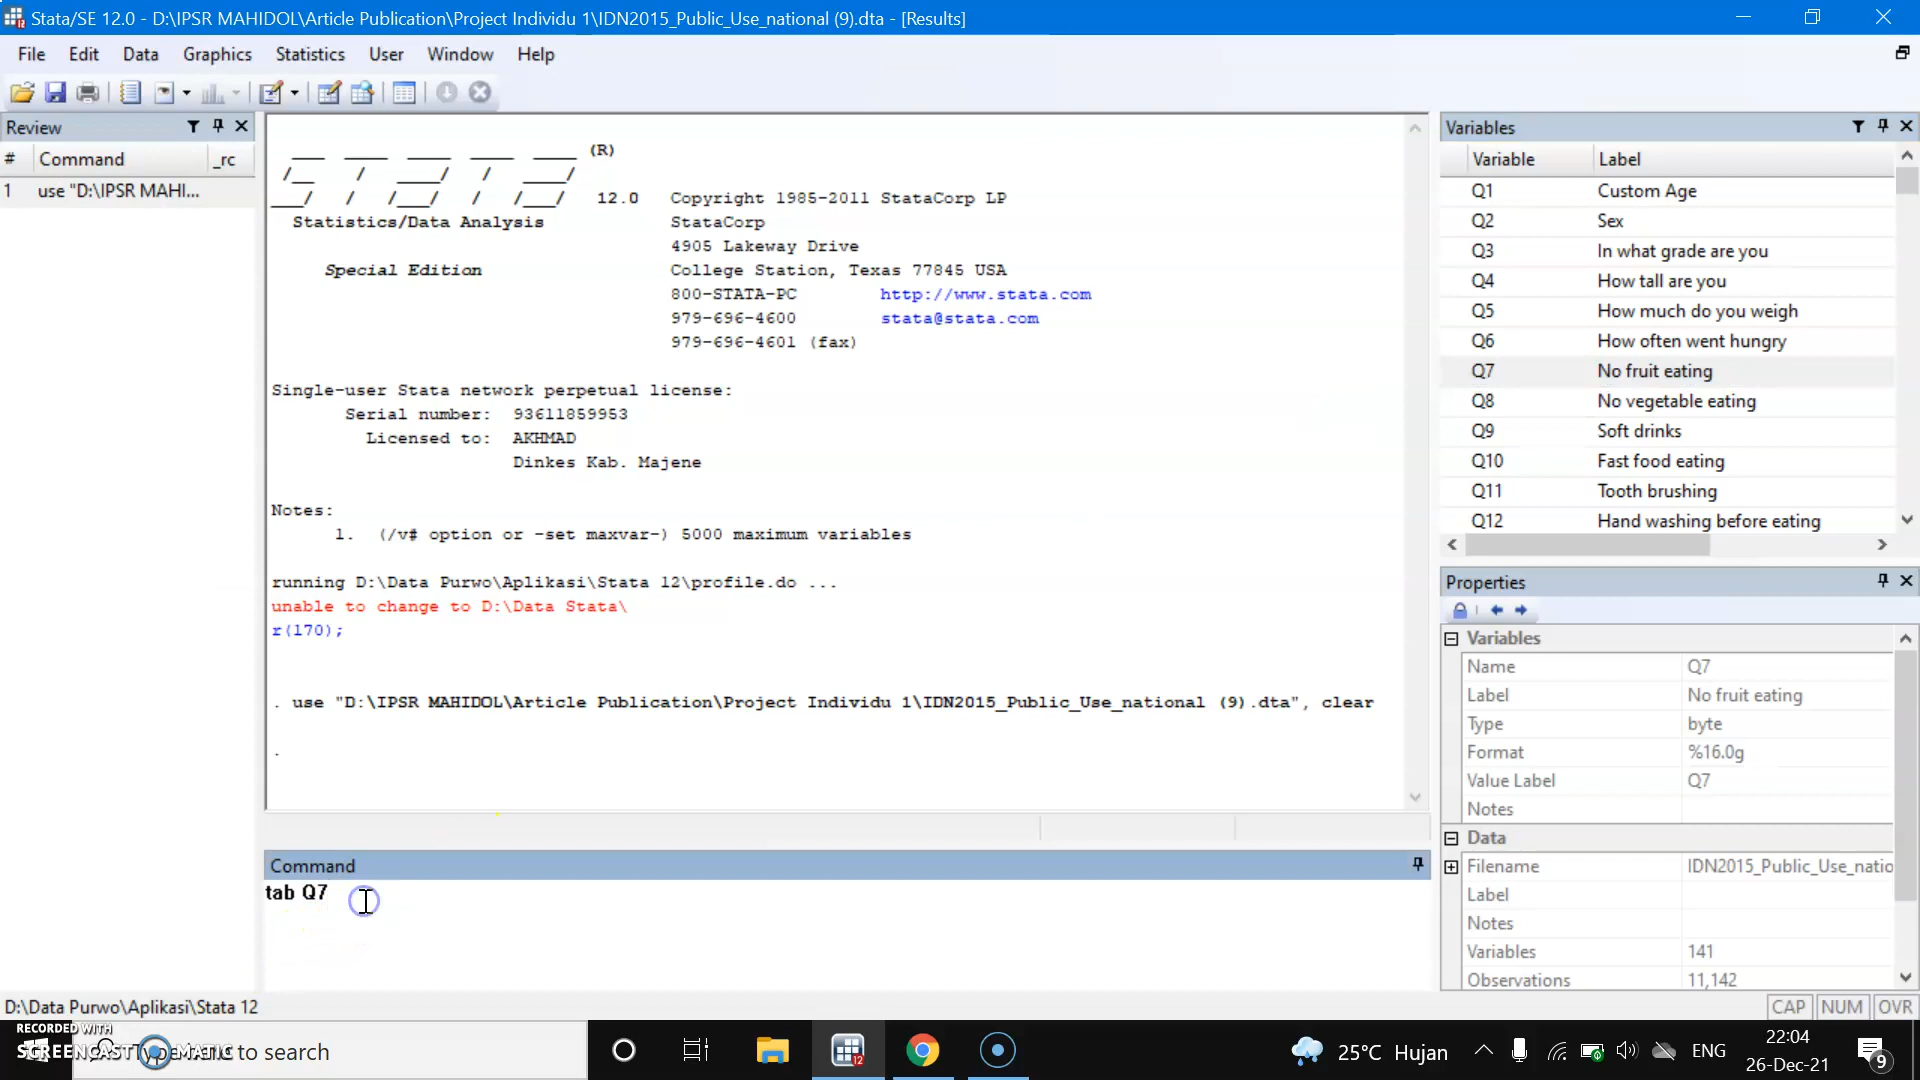 Stata/SE 12.0 - D:\IPSR MAHIDOL\Article Publication\Project Individu 1\IDN2015_Public_Use_national (9).dta - [Results]
File Edit Data Graphics Statistics User Window Help
Review
# Command _rc
1 use "D:\IPSR MAHI...
(R)
12.0 Copyright 1985-2011 StataCorp LP
Statistics/Data Analysis StataCorp
4905 Lakeway Drive
Special Edition College Station, Texas 77845 USA
800-STATA-PC http://www.stata.com
979-696-4600 stata@stata.com
979-696-4601 (fax)
Single-user Stata network perpetual license:
Serial number: 93611859953
Licensed to: AKHMAD
Dinkes Kab. Majene
Notes:
1. (/v# option or -set maxvar-) 5000 maximum variables
running D:\Data Purwo\Aplikasi\Stata 12\profile.do ...
unable to change to D:\Data Stata\
r(170);
. use "D:\IPSR MAHIDOL\Article Publication\Project Individu 1\IDN2015_Public_Use_national (9).dta", clear
.
Command
tab Q7
Variables
Variable Label
Q1 Custom Age
Q2 Sex
Q3 In what grade are you
Q4 How tall are you
Q5 How much do you weigh
Q6 How often went hungry
Q7 No fruit eating
Q8 No vegetable eating
Q9 Soft drinks
Q10 Fast food eating
Q11 Tooth brushing
Q12 Hand washing before eating
Properties
Variables
Name Q7
Label No fruit eating
Type byte
Format %16.0g
Value Label Q7
Notes
Data
Filename IDN2015_Public_Use_natio
Label
Notes
Variables 141
Observations 11,142
D:\Data Purwo\Aplikasi\Stata 12
CAP NUM OVR
RECORDED WITH
SCREENCAST MATIC
to search
12
25°C Hujan
ENG
22:04
26-Dec-21
9